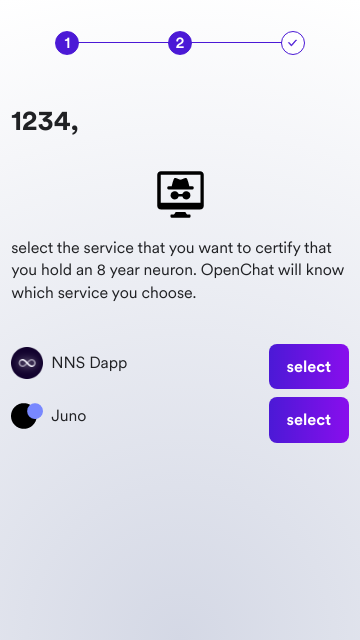 1 2
1234,
select the service that you want to certify that
you hold an 8 year neuron. OpenChat will know
which service you choose.
NNS Dapp select
Juno select